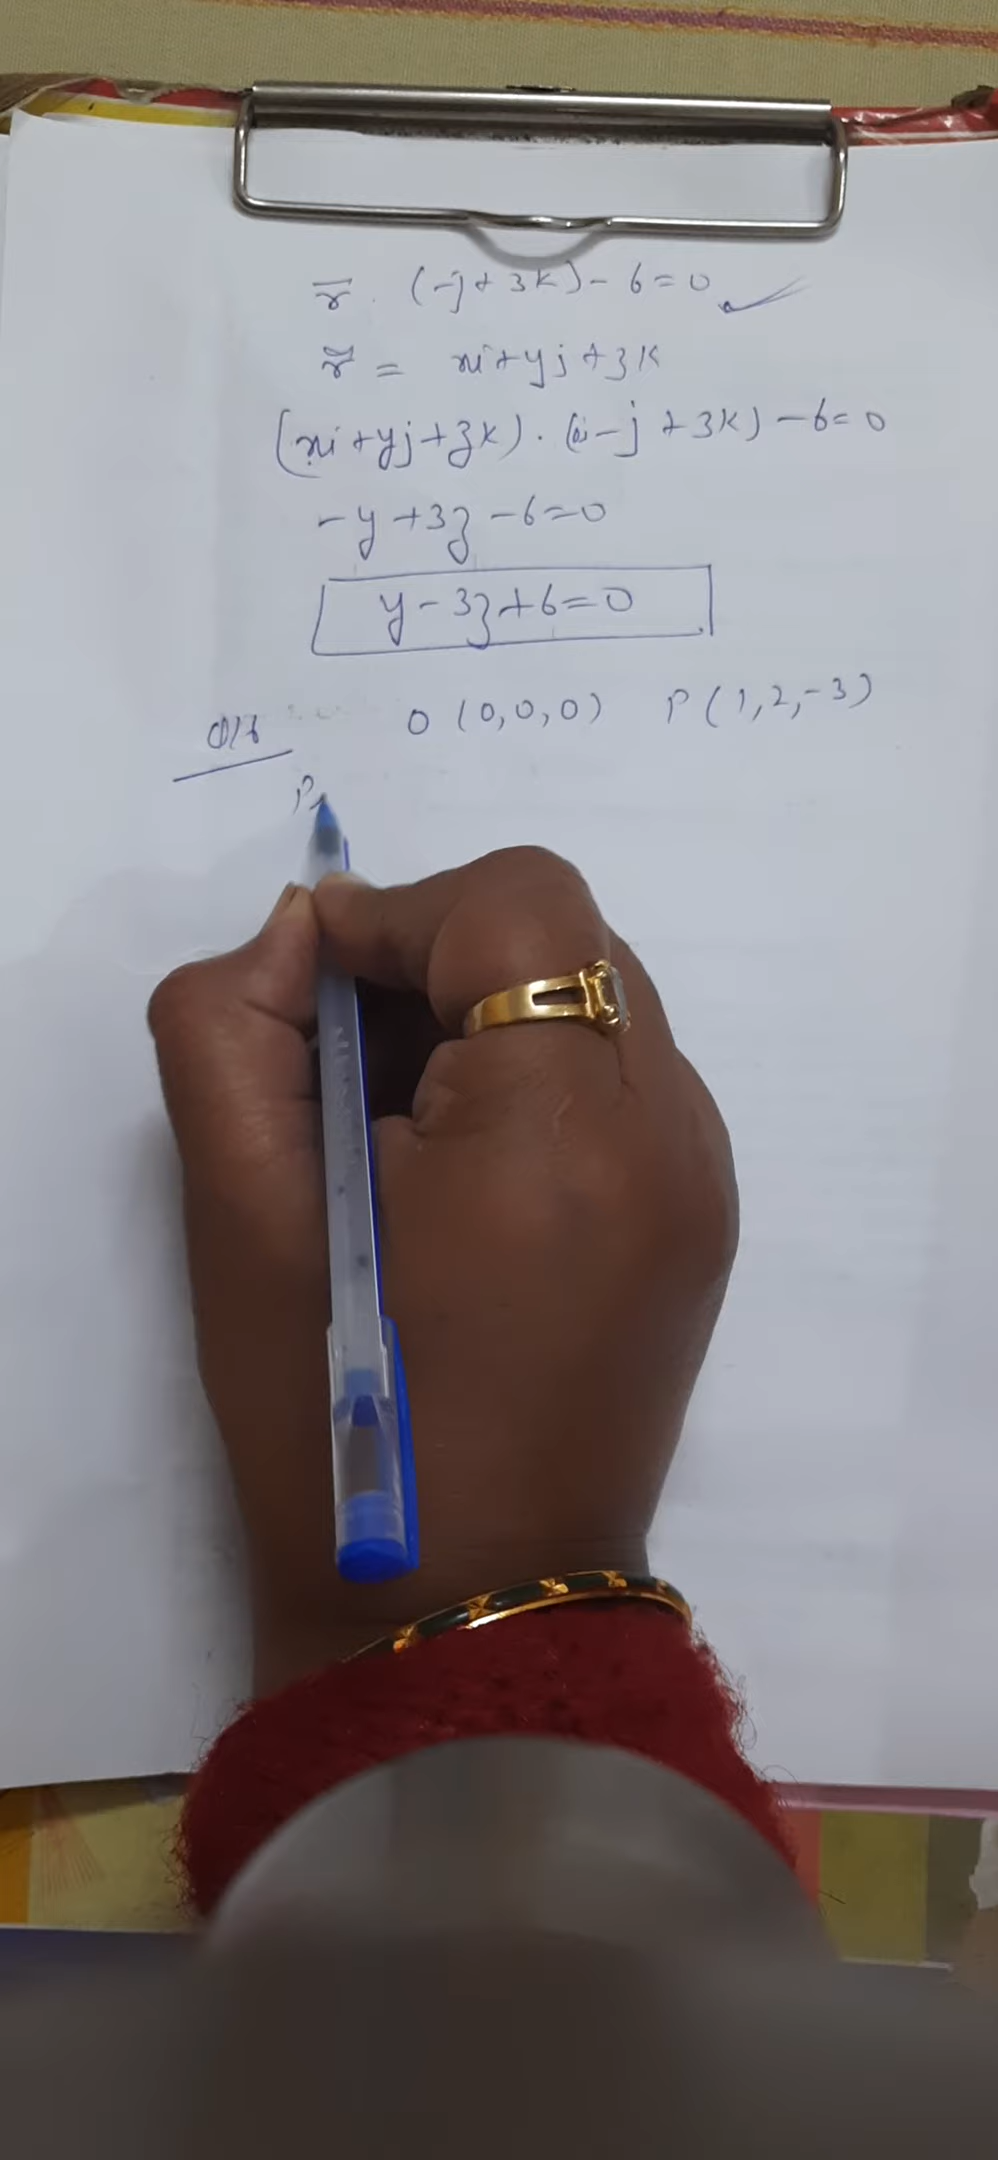 r̅ . (-j + 3k) - 6 = 0 ✓
r̅ = xi + yj + zk
(xi + yj + zk) . (0i - j + 3k) - 6 = 0
-y + 3z - 6 = 0
y - 3z + 6 = 0
O (0,0,0) P (1,2,-3)
P